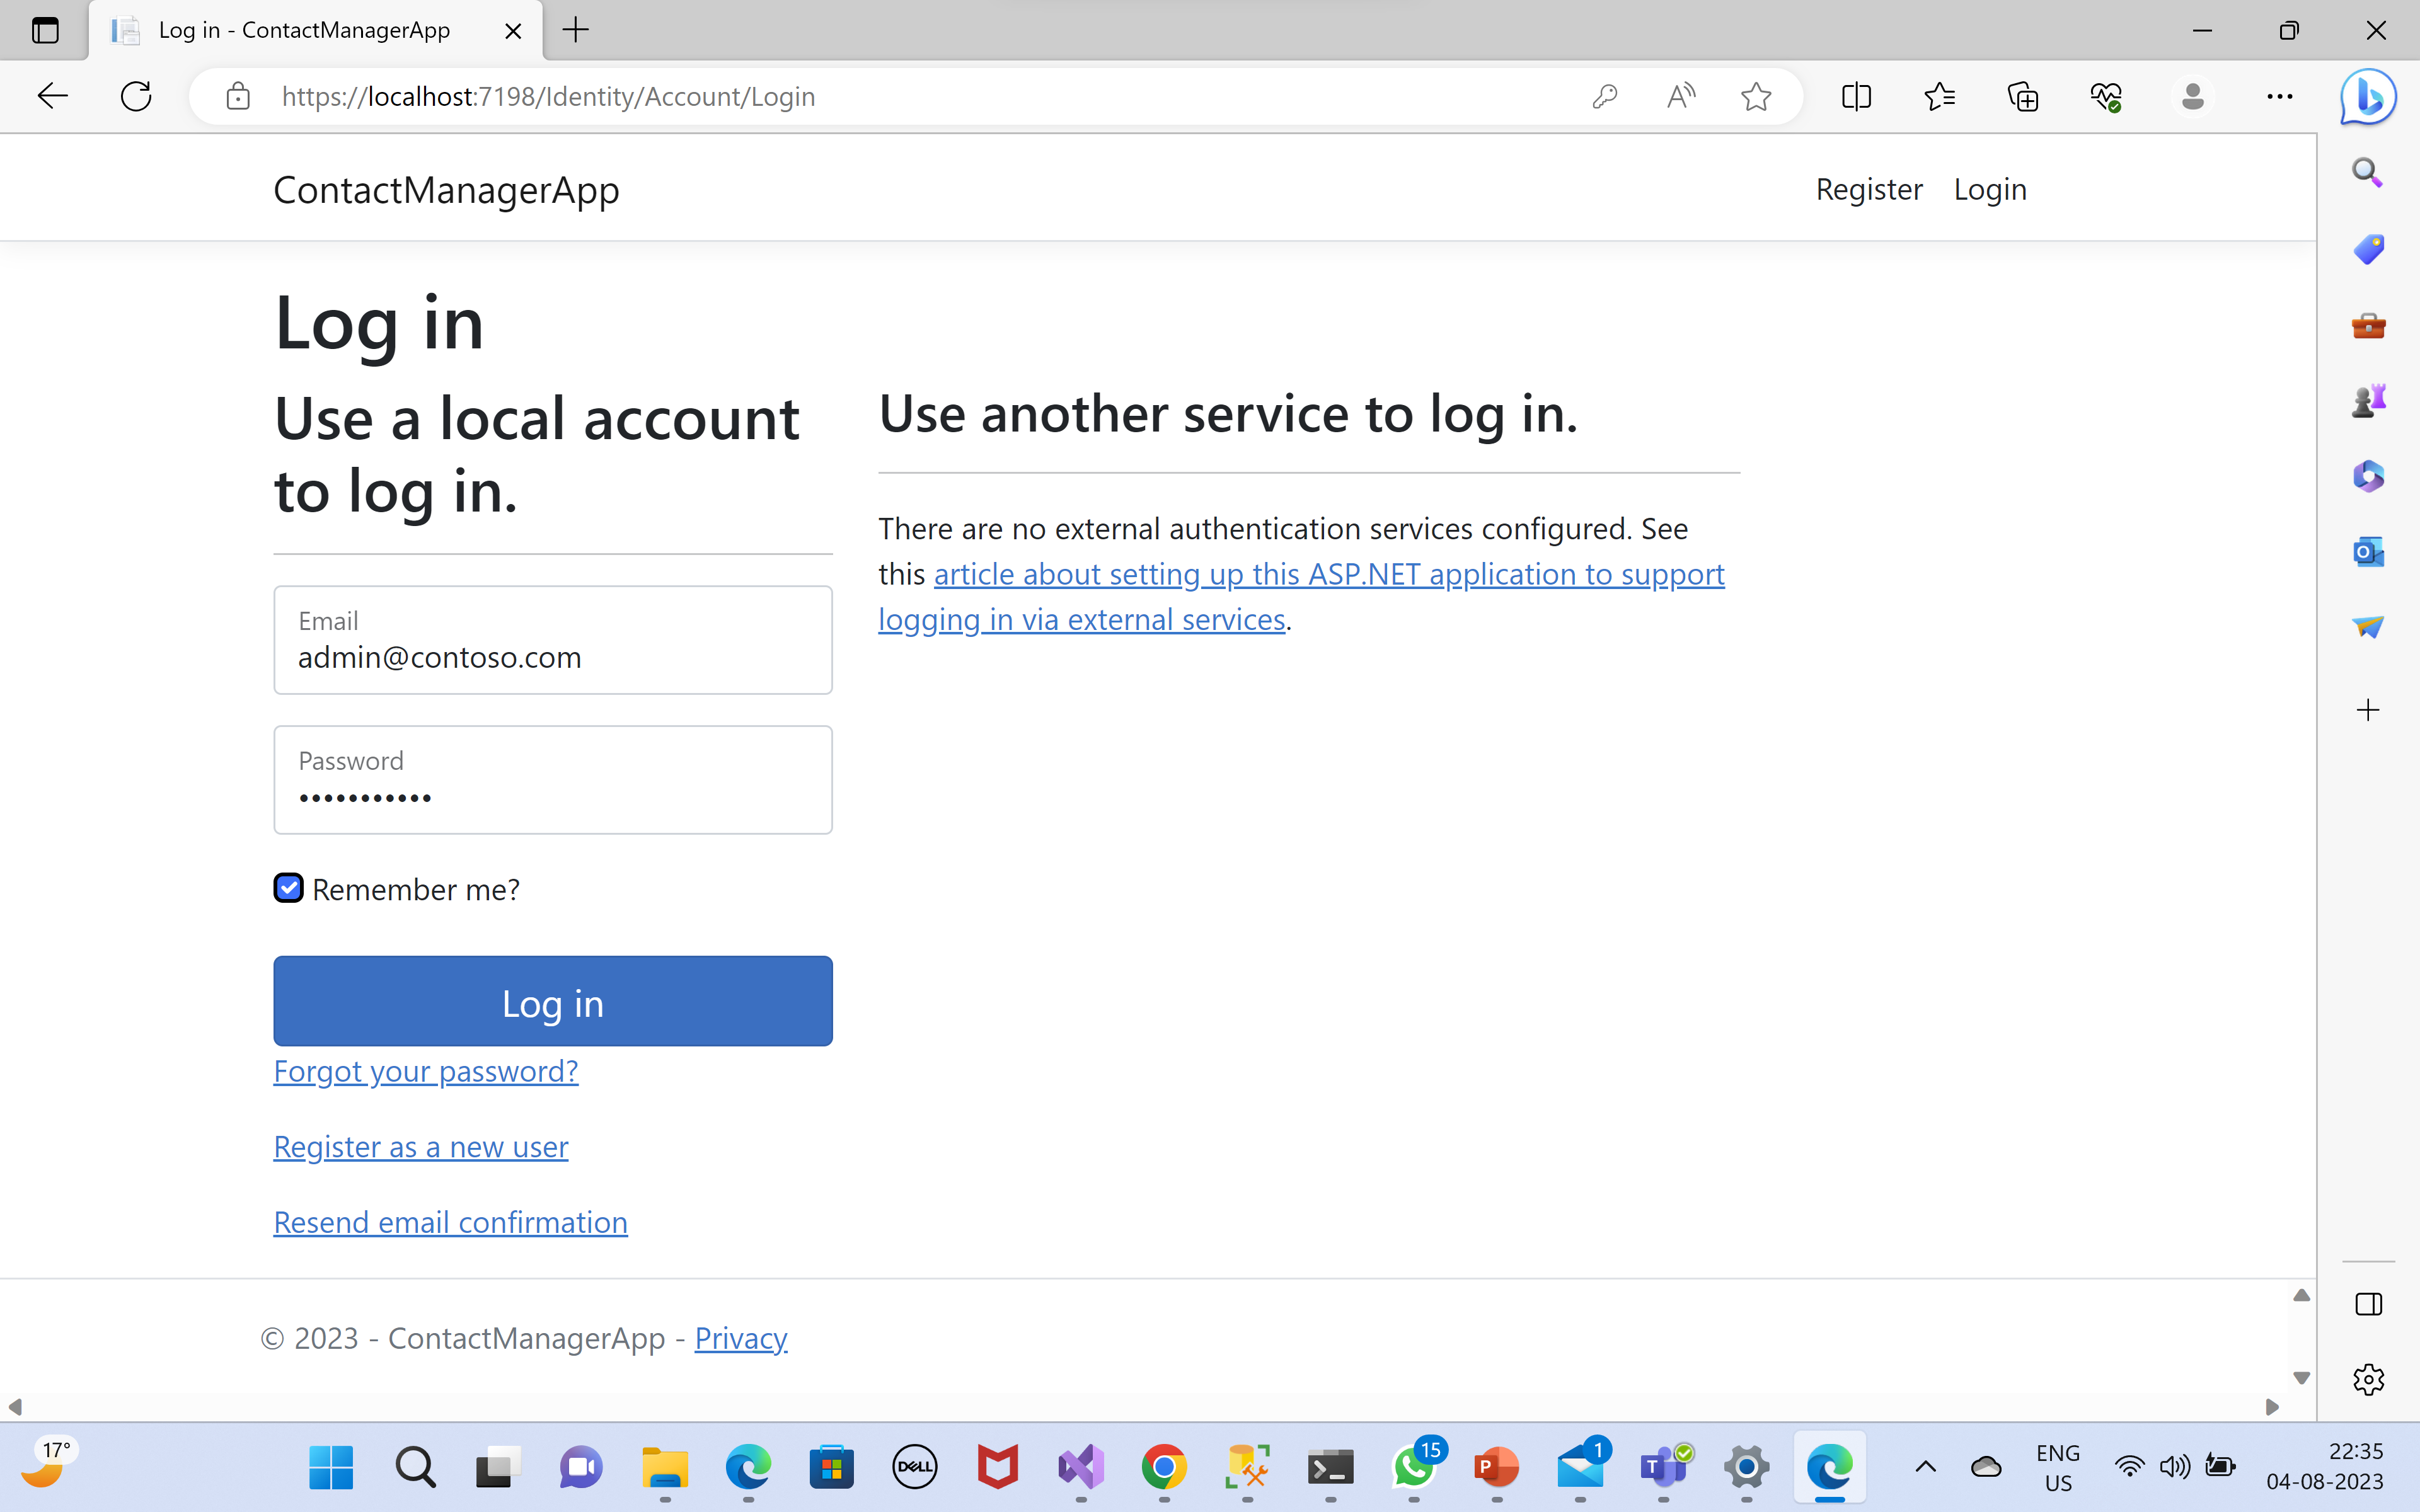 Log in - ContactManagerApp
https://localhost:7198/Identity/Account/Login
ContactManagerApp
Register Login
Log in
Use a local account
to log in.
Email
admin@contoso.com
Password
•••••••••••
Remember me?
Log in
Forgot your password?
Register as a new user
Resend email confirmation
Use another service to log in.
There are no external authentication services configured. See
this article about setting up this ASP.NET application to support
logging in via external services.
© 2023 - ContactManagerApp - Privacy
17°
DELL
15
P
1
T
ENG
US
22:35
04-08-2023